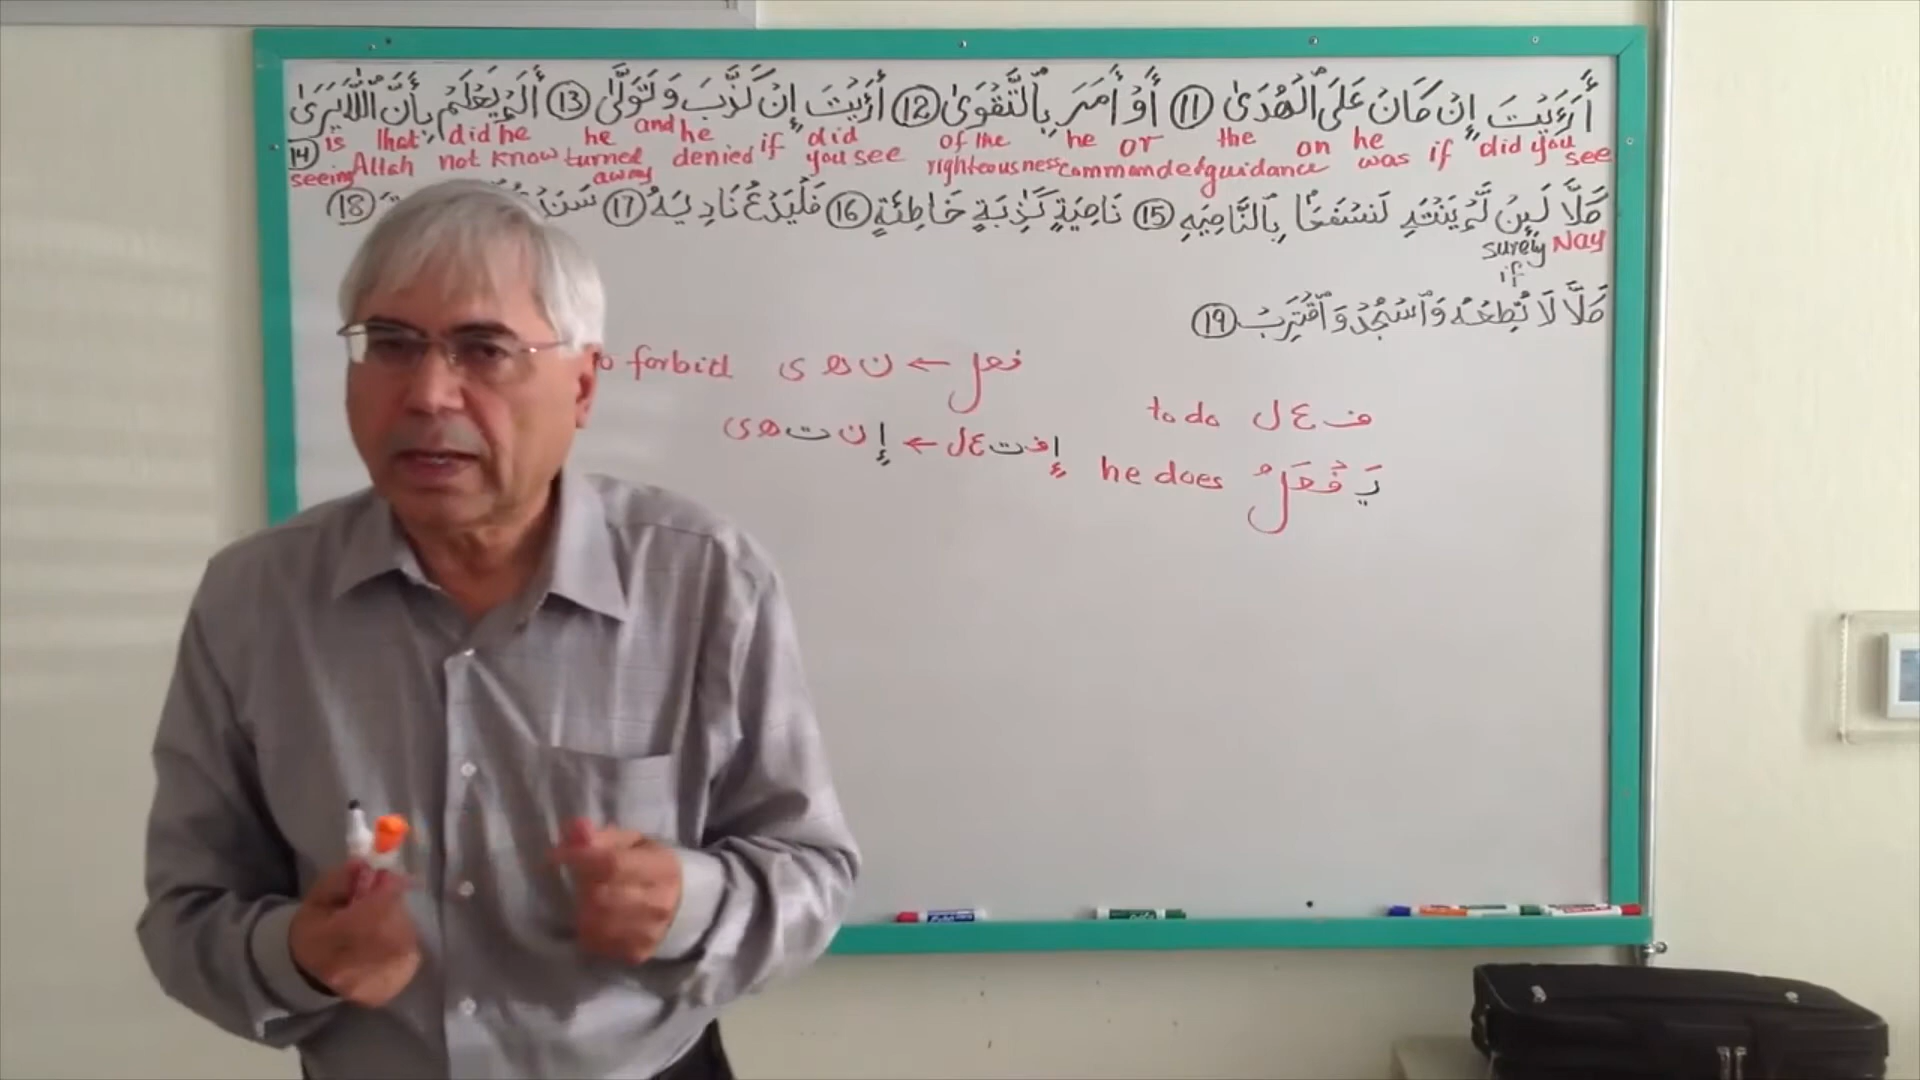 أَرَءَيْتَ إِن كَانَ عَلَى ٱلْهُدَىٰٓ ⑪ أَوْ أَمَرَ بِٱلتَّقْوَىٰٓ ⑫ أَرَءَيْتَ إِن كَذَّبَ وَتَوَلَّىٰٓ ⑬ أَلَمْ يَعْلَم بِأَنَّ ٱللَّهَ يَرَىٰ
is that did he he and he did of the he or the on he did you
⑭ seeing Allah not know turned away denied if you see righteousness commanded guidance was if see
كَلَّا لَئِن لَّمْ يَنتَهِ لَنَسْفَعًۢا بِٱلنَّاصِيَةِ ⑮ نَاصِيَةٍ كَٰذِبَةٍ خَاطِئَةٍ ⑯ فَلْيَدْعُ نَادِيَهُۥ ⑰ سَنَدْعُ ⑱
Nay surely if
كَلَّا لَا تُطِعْهُ وَٱسْجُدْ وَٱقْتَرِب ⑲
فعل ← ن ه ى to forbid
ف ع ل to do
إفتعل ← إ ن ت ه ى
يَفْعَلُ he does